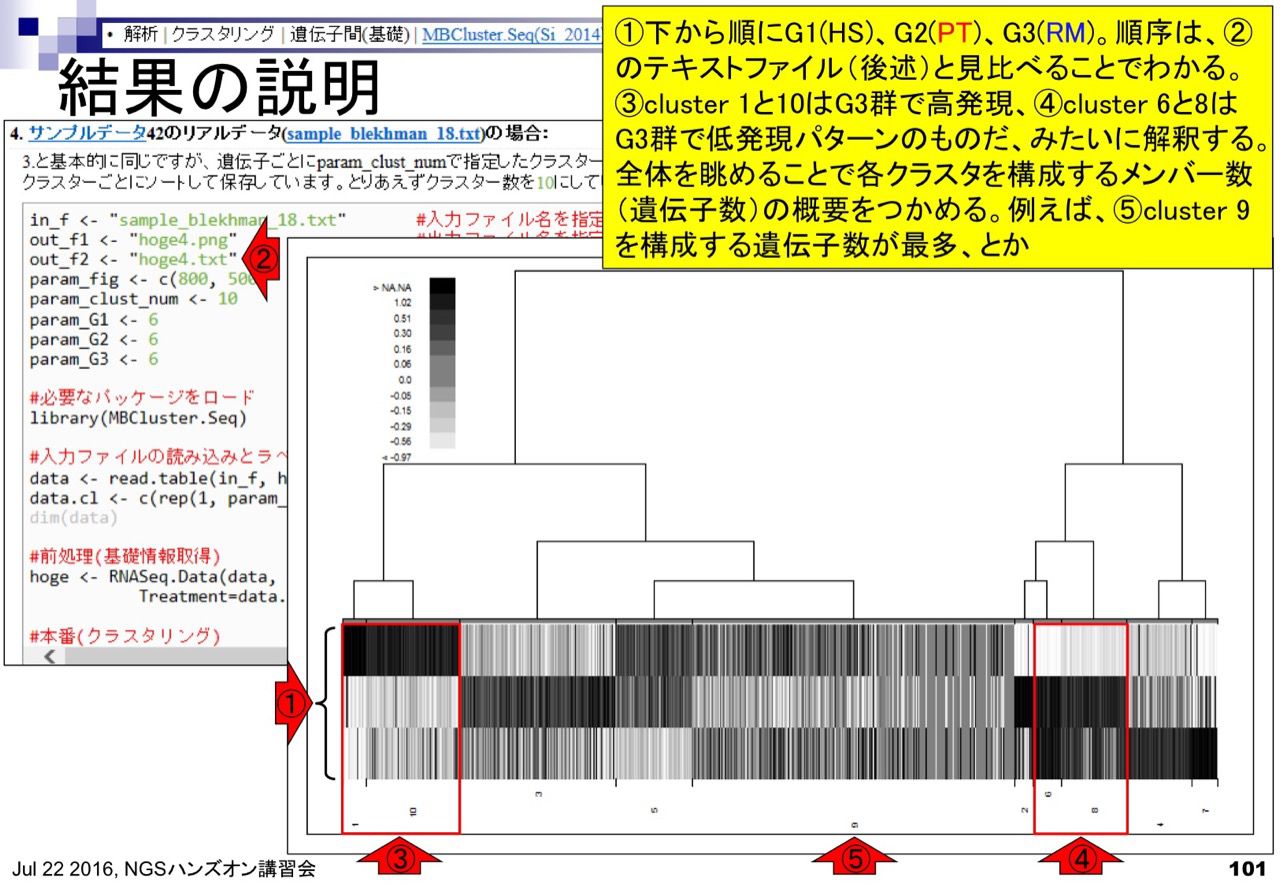 ・解析 | クラスタリング | 遺伝子間(基礎) | MBCluster.Seq(Si_2014)
結果の説明
①下から順にG1(HS)、G2(PT)、G3(RM)。順序は、②
のテキストファイル（後述）と見比べることでわかる。
③cluster 1と10はG3群で高発現、④cluster 6と8は
G3群で低発現パターンのものだ、みたいに解釈する。
全体を眺めることで各クラスタを構成するメンバー数
（遺伝子数）の概要をつかめる。例えば、⑤cluster 9
を構成する遺伝子数が最多、とか
4. サンプルデータ42のリアルデータ(sample_blekhman_18.txt)の場合:
3.と基本的に同じですが、遺伝子ごとにparam_clust_numで指定したクラスター
クラスターごとにソートして保存しています。とりあえずクラスター数を10にして
in_f <- "sample_blekhman_18.txt" #入力ファイル名を指定
out_f1 <- "hoge4.png"
out_f2 <- "hoge4.txt"
②
param_fig <- c(800, 500
param_clust_num <- 10
param_G1 <- 6
param_G2 <- 6
param_G3 <- 6
#必要なパッケージをロード
library(MBCluster.Seq)
#入力ファイルの読み込みとラベ
data <- read.table(in_f, h
data.cl <- c(rep(1, param_
dim(data)
#前処理(基礎情報取得)
hoge <- RNASeq.Data(data,
Treatment=data.
#本番(クラスタリング)
> NA.NA
1.02
0.51
0.30
0.16
0.06
0.0
-0.05
-0.15
-0.29
-0.56
< -0.97
①
1
10
3
5
9
2
6
8
4
7
③
⑤
④
Jul 22 2016, NGSハンズオン講習会
101